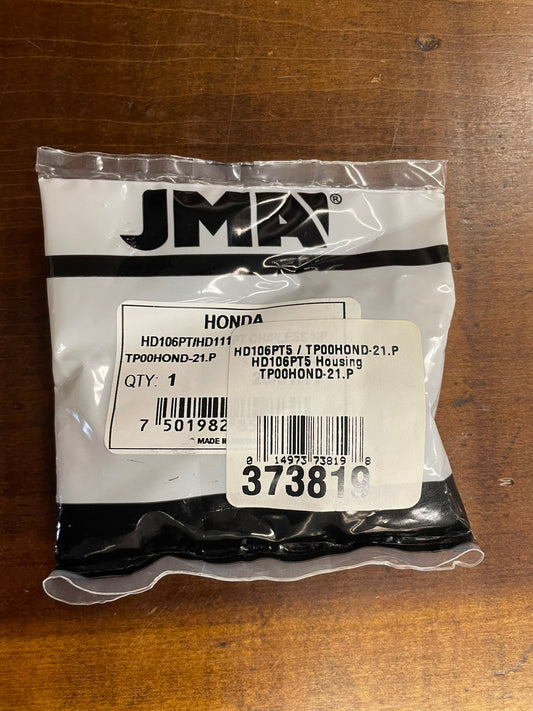 JMA®
HONDA
HD106PT/HD111
TP00HOND-21.P
QTY: 1
7 501982
MADE IN
HD106PT5 / TP00HOND-21.P
HD106PT5 Housing
TP00HOND-21.P
0 14973 73819 8
373819